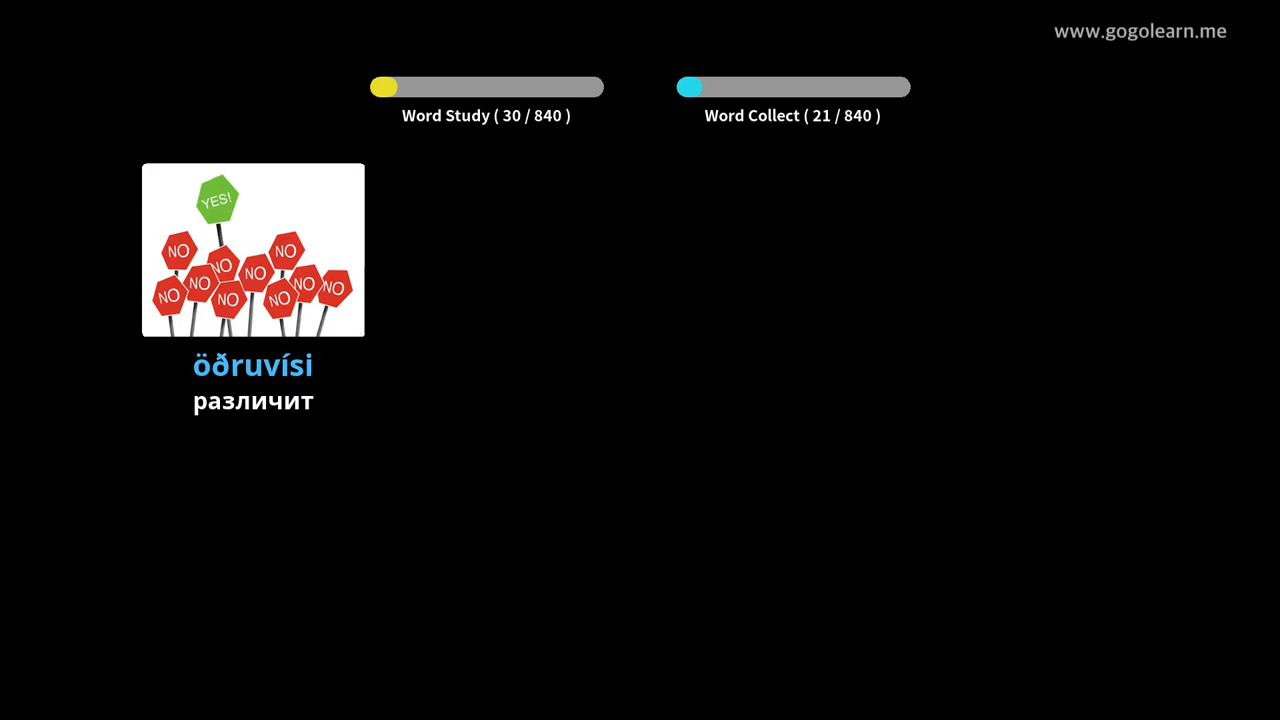 www.gogolearn.me
Word Study ( 30 / 840 )
Word Collect ( 21 / 840 )
YES!
NO
NO
NO
NO
NO
NO
NO
NO
NO
NO
öðruvísi
различит